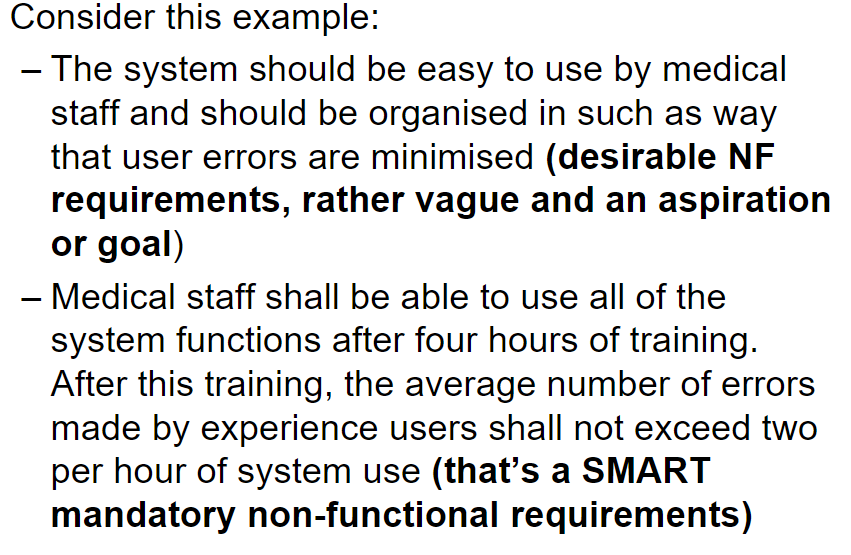 Consider this example:
– The system should be easy to use by medical
staff and should be organised in such as way
that user errors are minimised (desirable NF
requirements, rather vague and an aspiration
or goal)
– Medical staff shall be able to use all of the
system functions after four hours of training.
After this training, the average number of errors
made by experience users shall not exceed two
per hour of system use (that’s a SMART
mandatory non-functional requirements)